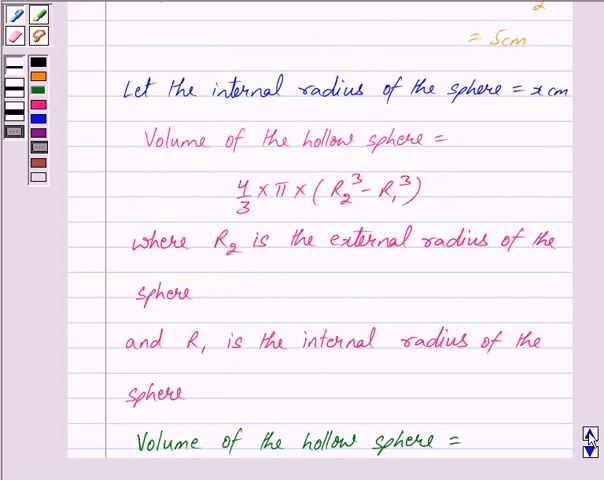 2
= 5cm
Let the internal radius of the sphere = x cm
Volume of the hollow sphere =
4/3 × π × ( R₂³ - R₁³ )
where R₂ is the external radius of the
sphere
and R₁ is the internal radius of the
sphere
Volume of the hollow sphere =